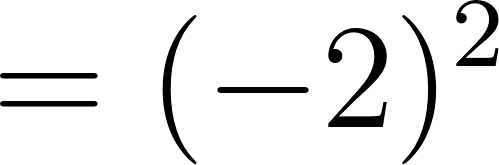 = (−2)²